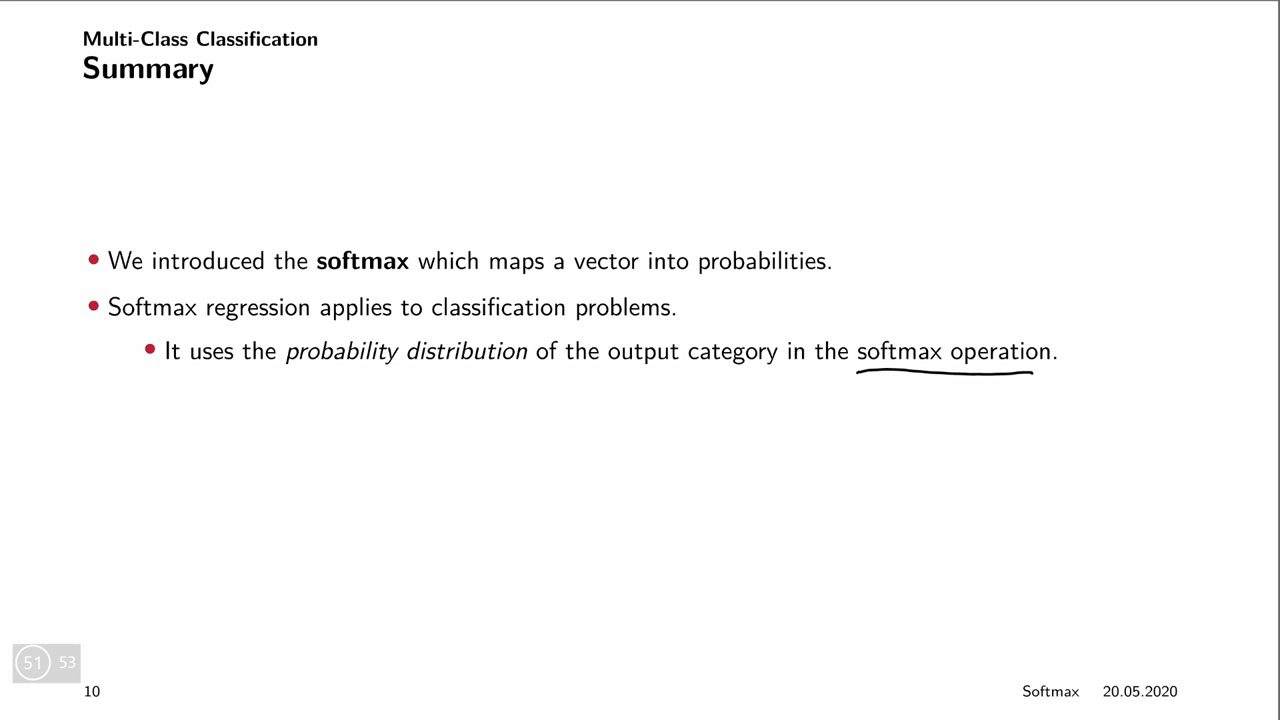 Multi-Class Classification
Summary
• We introduced the softmax which maps a vector into probabilities.
• Softmax regression applies to classification problems.
• It uses the probability distribution of the output category in the softmax operation.
51 53
10
Softmax 20.05.2020